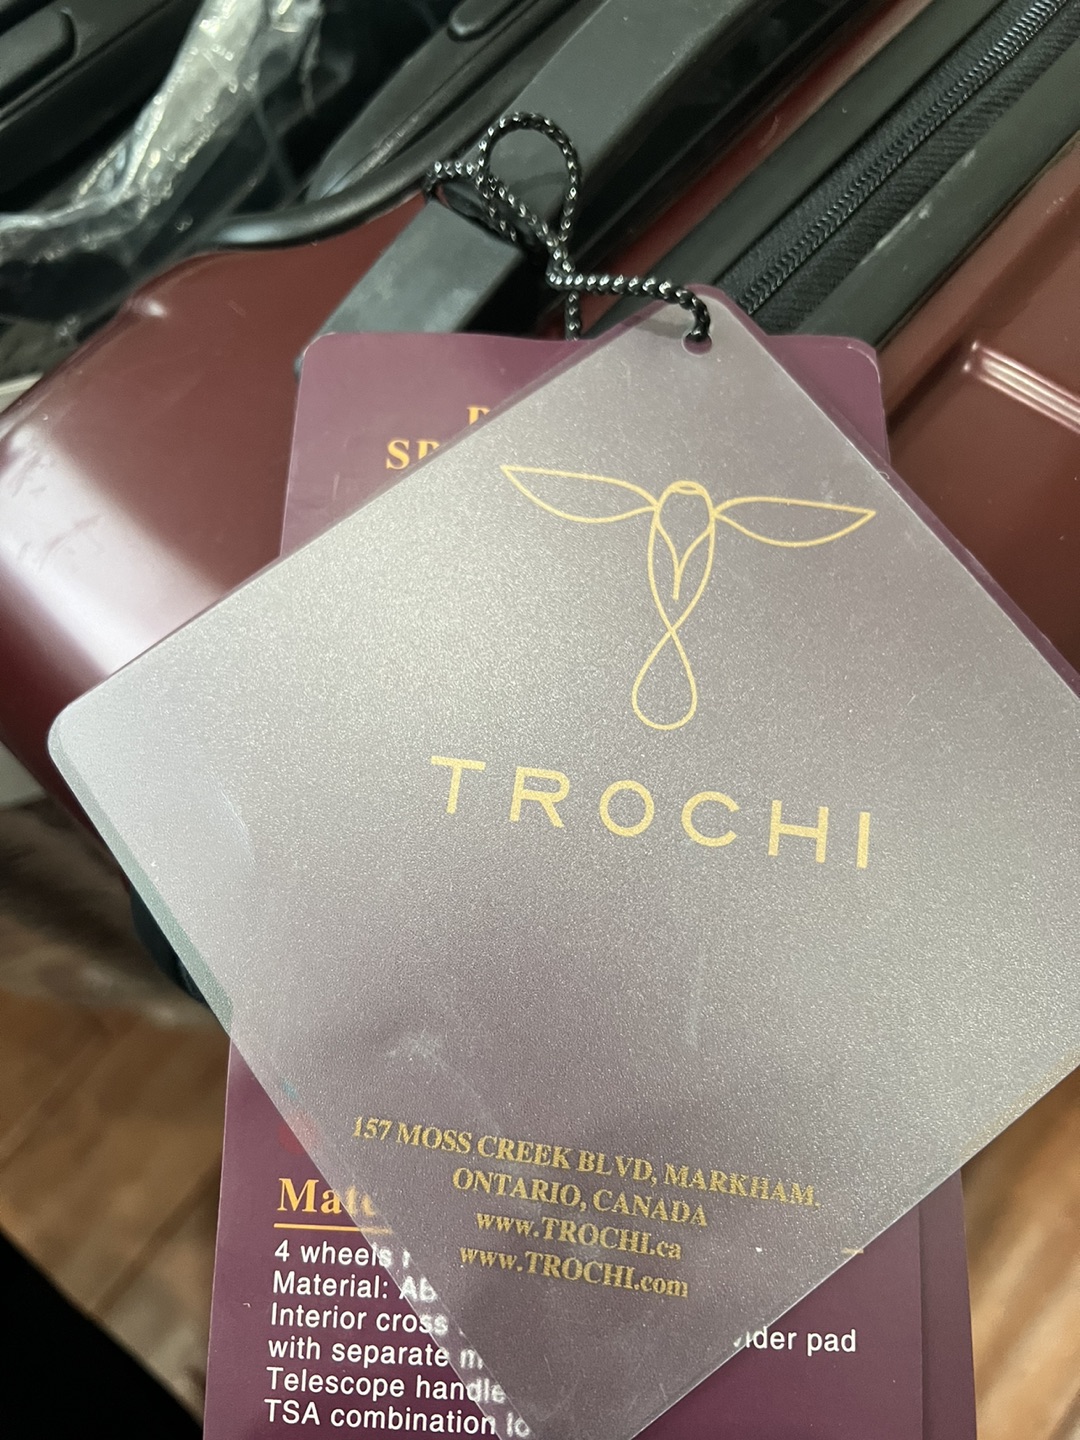 TROCHI
157 MOSS CREEK BLVD, MARKHAM,
ONTARIO, CANADA
www.TROCHI.ca
www.TROCHI.com
4 wheels
Material:
Interior cross
pad
with separate
Telescope handle
TSA combination